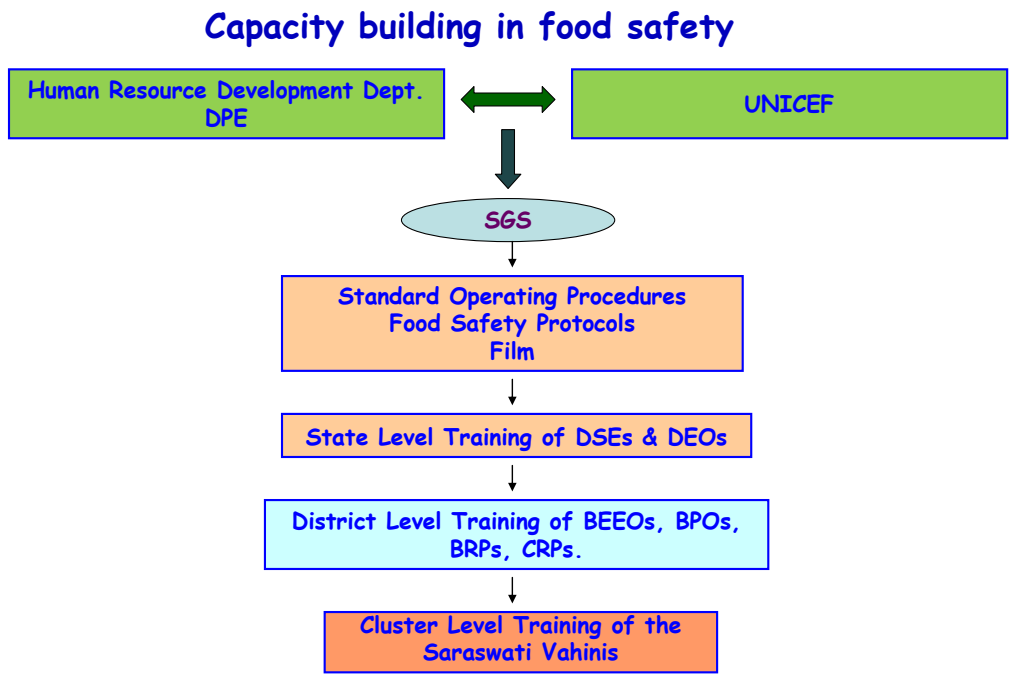 Capacity building in food safety
Human Resource Development Dept.
DPE
UNICEF
SGS
Standard Operating Procedures
Food Safety Protocols
Film
State Level Training of DSEs & DEOs
District Level Training of BEEOs, BPOs,
BRPs, CRPs.
Cluster Level Training of the
Saraswati Vahinis